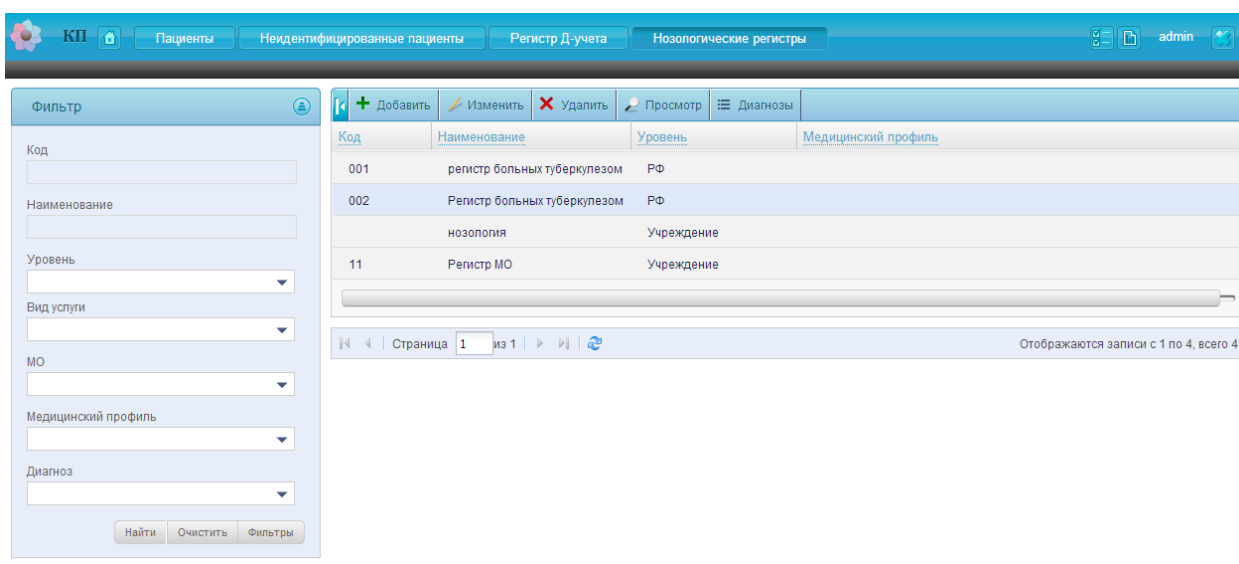 КП Пациенты Неидентифицированные пациенты Регистр Д-учета Нозологические регистры admin
Фильтр
Код
Наименование
Уровень
Вид услуги
МО
Медицинский профиль
Диагноз
Найти Очистить Фильтры
Добавить Изменить Удалить Просмотр Диагнозы
Код Наименование Уровень Медицинский профиль
001 регистр больных туберкулезом РФ
002 Регистр больных туберкулезом РФ
нозология Учреждение
11 Регистр МО Учреждение
Страница 1 из 1 Отображаются записи с 1 по 4, всего 4